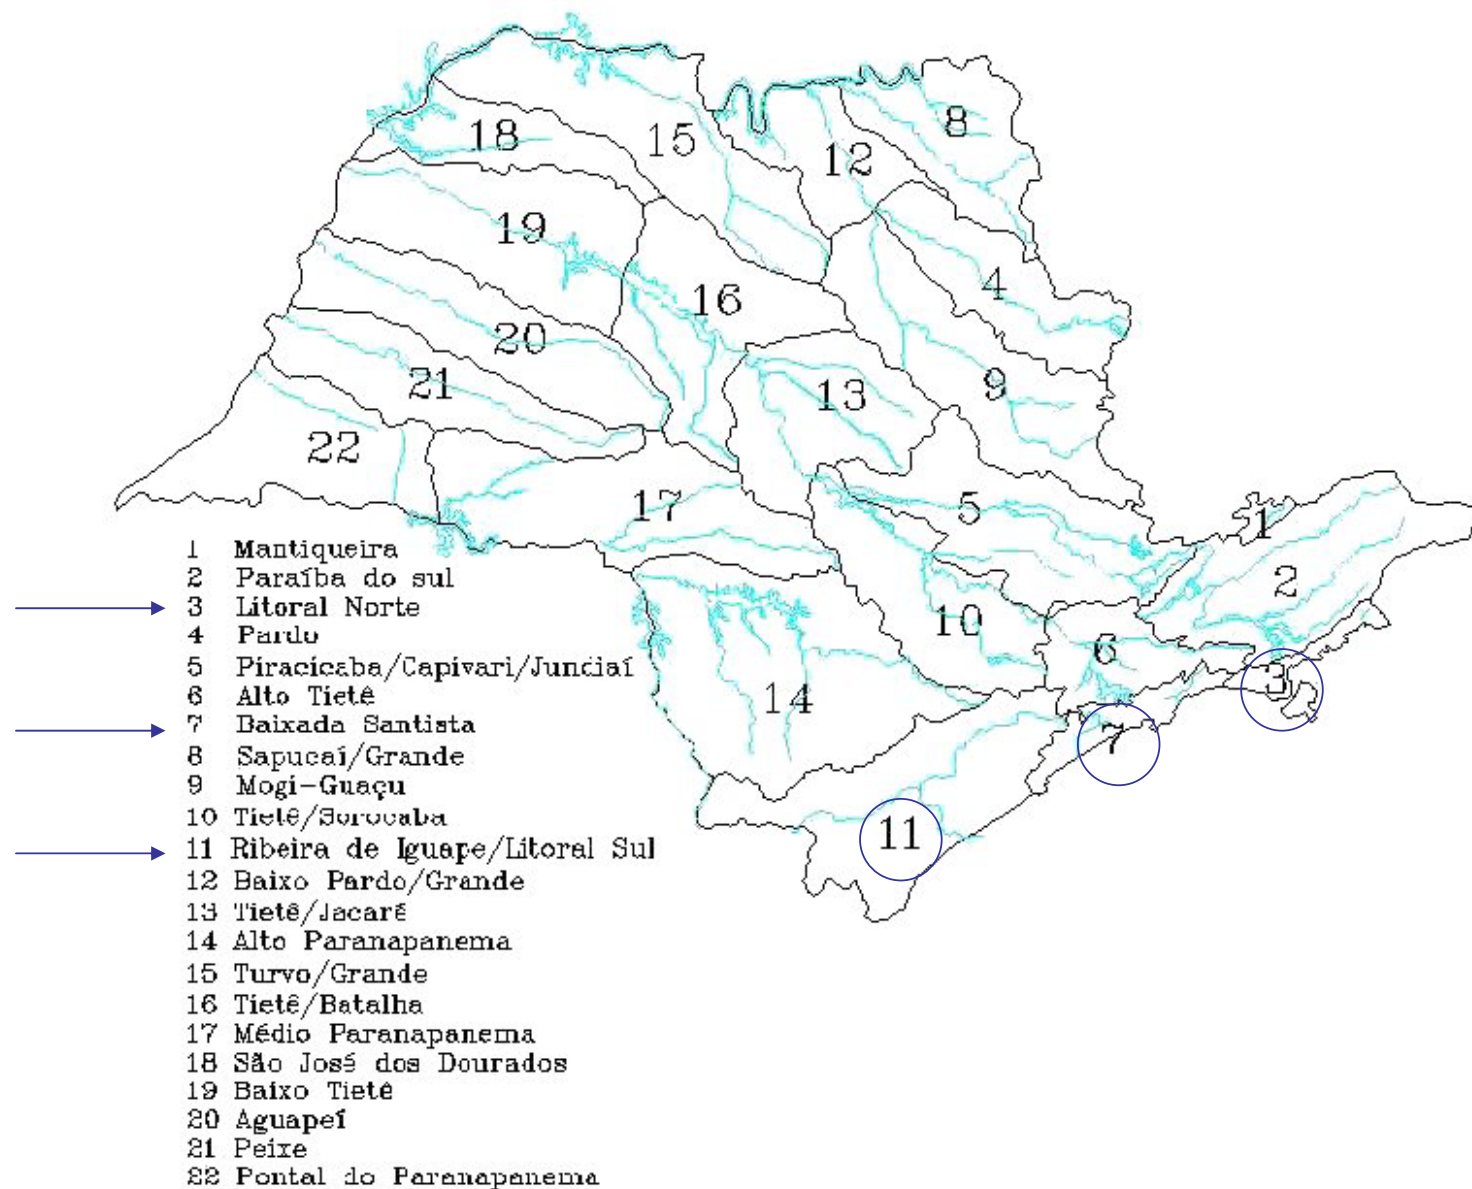 8
18
15
12
19
4
16
20
9
21
13
22
5
17
1
2
10
6
3
14
7
11
1 Mantiqueira
2 Paraíba do sul
3 Litoral Norte
4 Pardo
5 Piracicaba/Capivari/Jundiaí
6 Alto Tietê
7 Baixada Santista
8 Sapucaí/Grande
9 Mogi-Guaçu
10 Tietê/Sorocaba
11 Ribeira de Iguape/Litoral Sul
12 Baixo Pardo/Grande
13 Tietê/Jacaré
14 Alto Paranapanema
15 Turvo/Grande
16 Tietê/Batalha
17 Médio Paranapanema
18 São José dos Dourados
19 Baixo Tietê
20 Aguapeí
21 Peixe
22 Pontal do Paranapanema